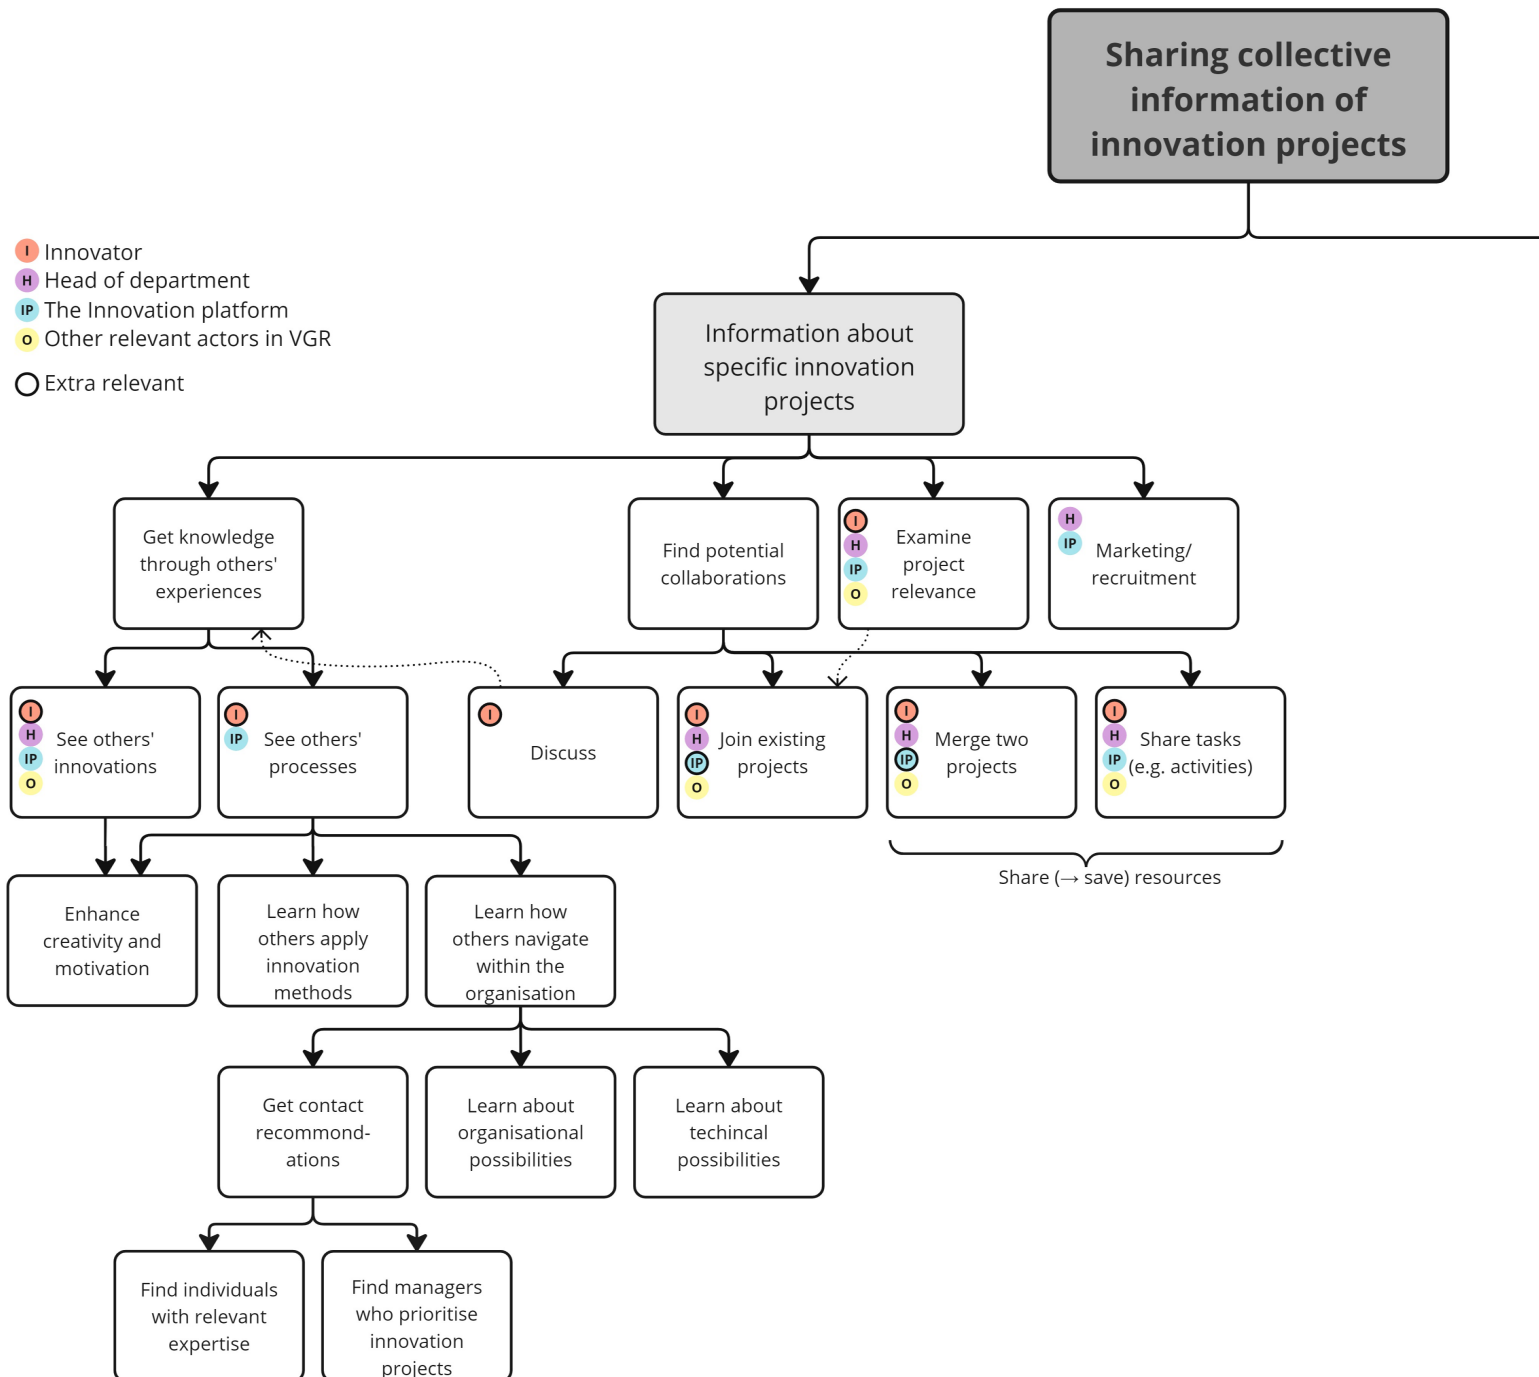 Sharing collective
information of
innovation projects
I Innovator
H Head of department
IP The Innovation platform
O Other relevant actors in VGR
Extra relevant
Information about
specific innovation
projects
Get knowledge
through others'
experiences
Find potential
collaborations
I
H
IP
O
Examine
project
relevance
H
IP
Marketing/
recruitment
I
H
IP
O
See others'
innovations
I
IP
See others'
processes
I
Discuss
I
H
IP
O
Join existing
projects
I
H
IP
O
Merge two
projects
I
H
IP
O
Share tasks
(e.g. activities)
Share (→ save) resources
Enhance
creativity and
motivation
Learn how
others apply
innovation
methods
Learn how
others navigate
within the
organisation
Get contact
recommond-
ations
Learn about
organisational
possibilities
Learn about
techincal
possibilities
Find individuals
with relevant
expertise
Find managers
who prioritise
innovation
projects